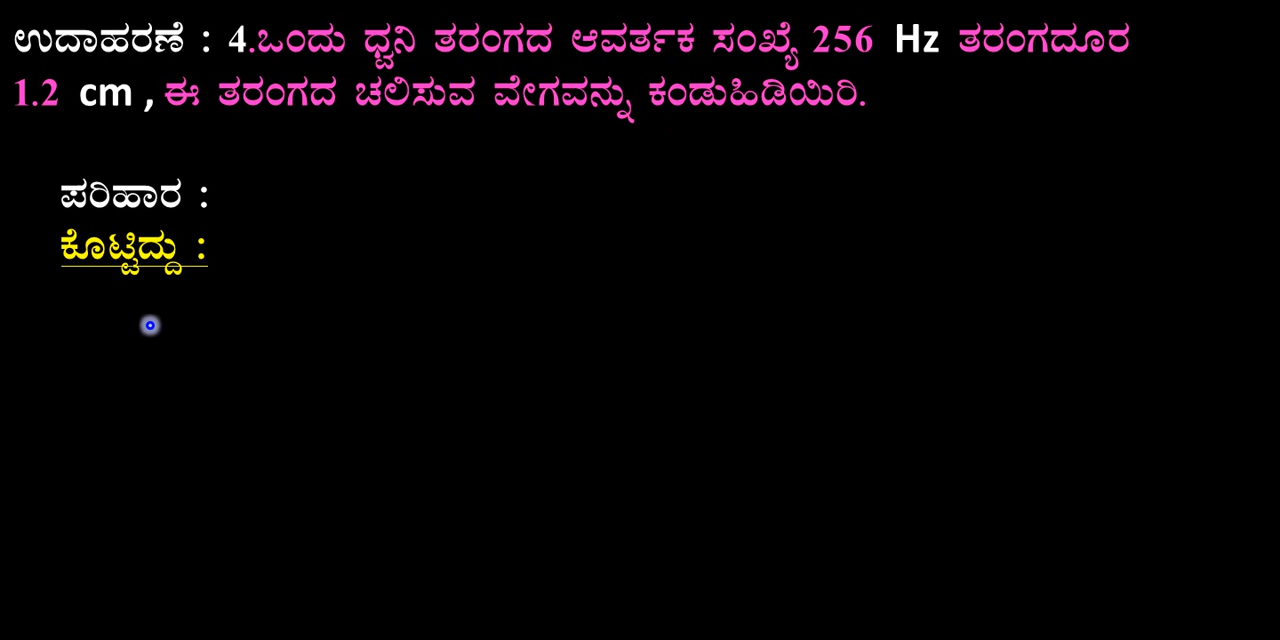 ಉದಾಹರಣೆ : 4.ಒಂದು ಧ್ವನಿ ತರಂಗದ ಆವರ್ತಕ ಸಂಖ್ಯೆ 256 Hz ತರಂಗದೂರ
1.2 cm , ಈ ತರಂಗದ ಚಲಿಸುವ ವೇಗವನ್ನು ಕಂಡುಹಿಡಿಯಿರಿ.
ಪರಿಹಾರ :
ಕೊಟ್ಟಿದ್ದು :